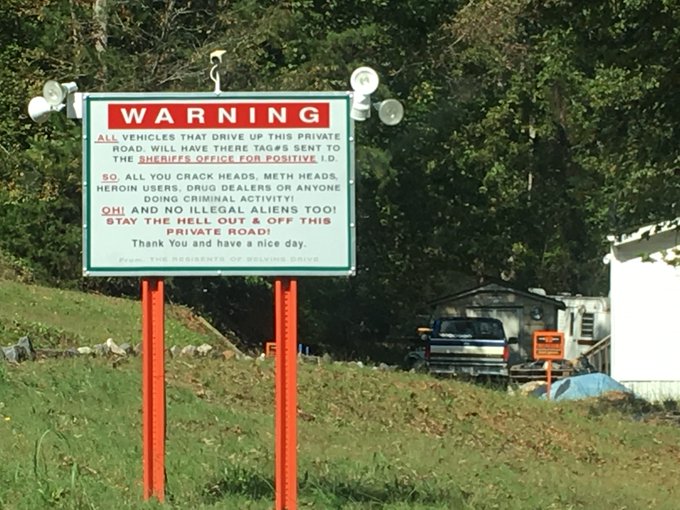 WARNING
ALL VEHICLES THAT DRIVE UP THIS PRIVATE
ROAD. WILL HAVE THERE TAG#S SENT TO
THE SHERIFFS OFFICE FOR POSITIVE I.D.
SO, ALL YOU CRACK HEADS, METH HEADS,
HEROIN USERS, DRUG DEALERS OR ANYONE
DOING CRIMINAL ACTIVITY!
OH! AND NO ILLEGAL ALIENS TOO!
STAY THE HELL OUT & OFF THIS
PRIVATE ROAD!
Thank You and have a nice day.
From: THE RESIDENTS OF DRIVE